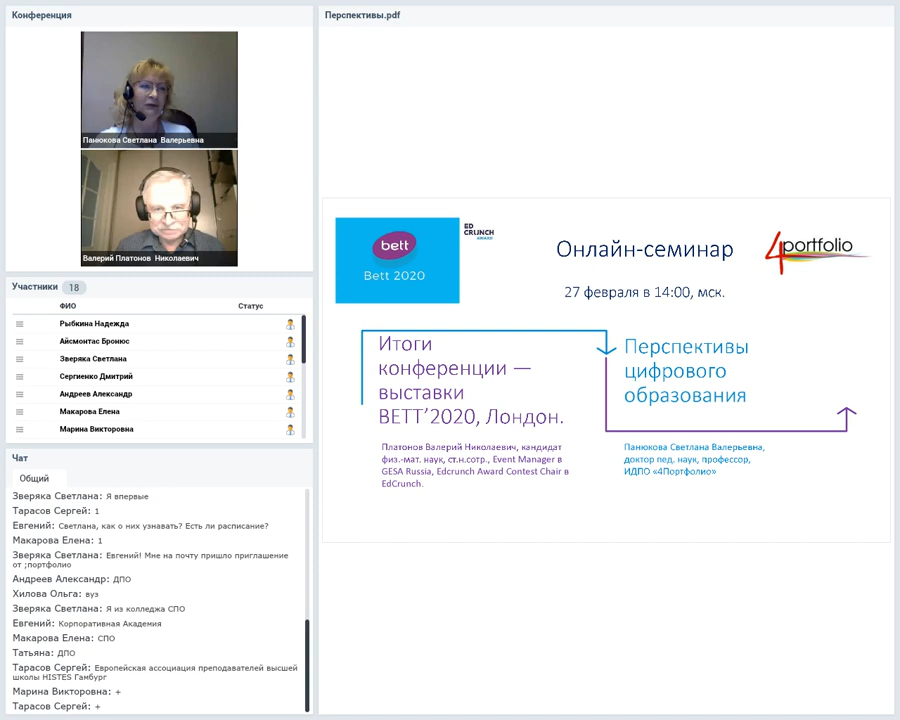 Конференция
Панюкова Светлана Валерьевна
Валерий Платонов Николаевич
Участники 18
ФИО Статус
Рыбкина Надежда
Айсмонтас Бронюс
Зверяка Светлана
Сергиенко Дмитрий
Андреев Александр
Макарова Елена
Марина Викторовна
Чат
Общий
Зверяка Светлана: Я впервые
Тарасов Сергей: 1
Евгений: Светлана, как о них узнавать? Есть ли расписание?
Макарова Елена: 1
Зверяка Светлана: Евгений! Мне на почту пришло приглашение
от ;портфолио
Андреев Александр: ДПО
Хилова Ольга: вуз
Зверяка Светлана: Я из колледжа СПО
Евгений: Корпоративная Академия
Макарова Елена: СПО
Татьяна: ДПО
Тарасов Сергей: Европейская ассоциация преподавателей высшей
школы HISTES Гамбург
Марина Викторовна: +
Тарасов Сергей: +
Перспективы.pdf
bett
Bett 2020
ED
CRUNCH
AWARD
Онлайн-семинар
27 февраля в 14:00, мск.
4portfolio
Итоги
конференции —
выставки
BETT’2020, Лондон.
Платонов Валерий Николаевич, кандидат
физ.-мат. наук, ст.н.сотр., Event Manager в
GESA Russia, Edcrunch Award Contest Chair в
EdCrunch.
Перспективы
цифрового
образования
Панюкова Светлана Валерьевна,
доктор пед. наук, профессор,
ИДПО «4Портфолио»